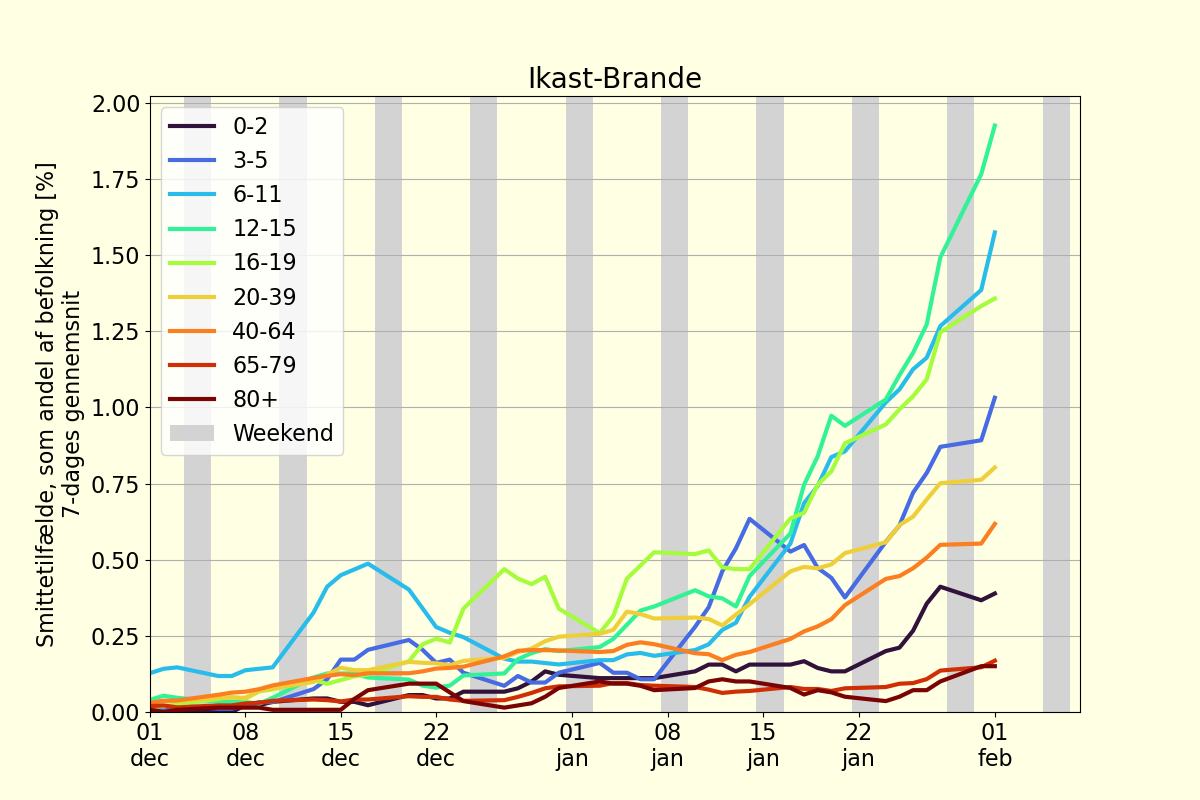 Ikast-Brande
Smittetilfælde, som andel af befolkning [%]
7-dages gennemsnit
2.00
1.75
1.50
1.25
1.00
0.75
0.50
0.25
0.00
0-2
3-5
6-11
12-15
16-19
20-39
40-64
65-79
80+
Weekend
01 dec
08 dec
15 dec
22 dec
01 jan
08 jan
15 jan
22 jan
01 feb